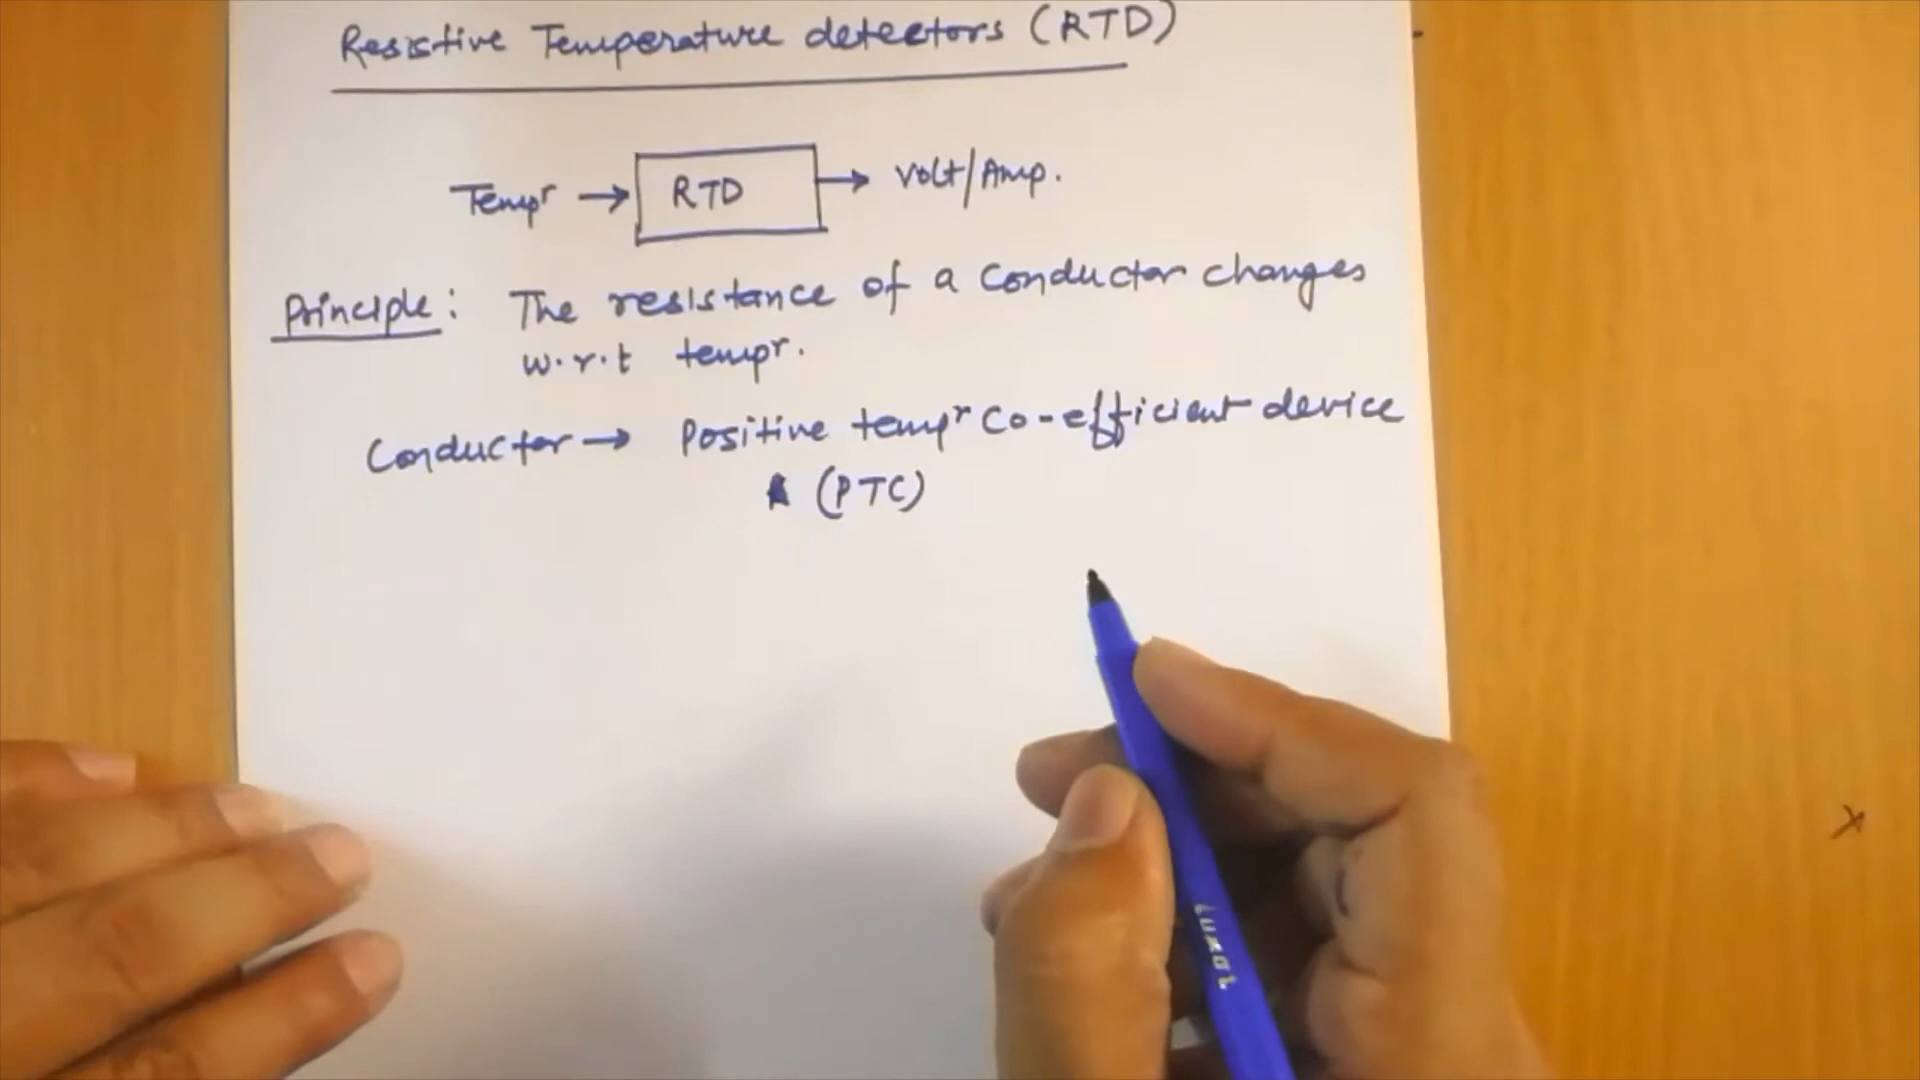 Resistive Temperature detectors (RTD)
Tempr → RTD → Volt/Amp.
Principle: The resistance of a conductor changes
w.r.t tempr.
Conductor → Positive tempr Co-efficient device
(PTC)
LUXOR